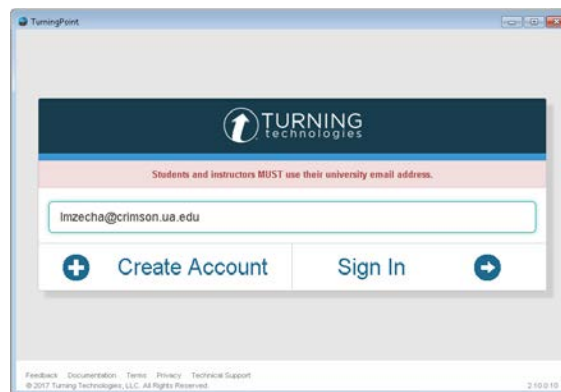 TurningPoint
TURNING
technologies
Students and instructors MUST use their university email address.
lmzecha@crimson.ua.edu
Create Account Sign In
Feedback Documentation Terms Privacy Technical Support
© 2017 Turning Technologies, LLC. All Rights Reserved. 2.10.0.10